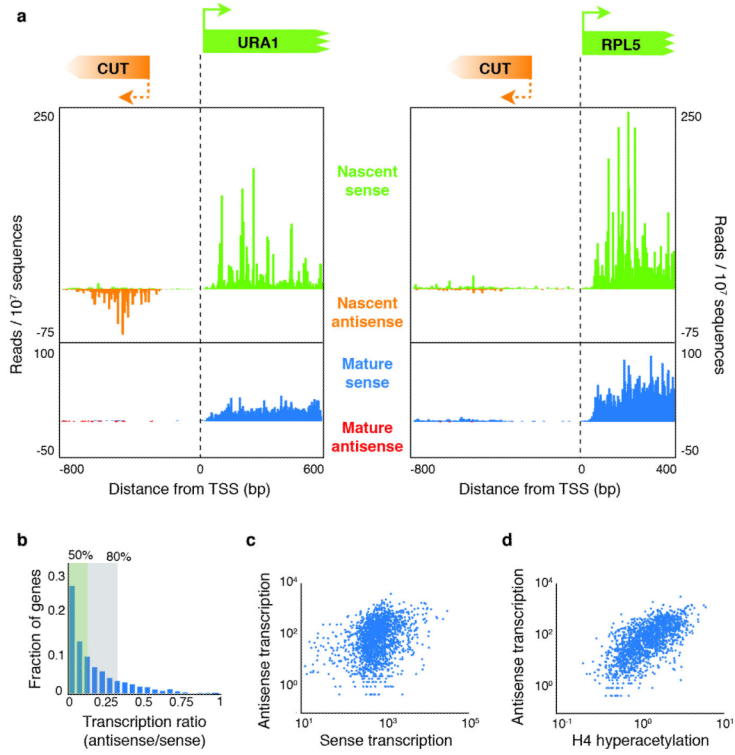 a
URA1
RPL5
CUT
CUT
250
250
Nascent
sense
Nascent
antisense
Reads / 10⁷ sequences
Reads / 10⁷ sequences
-75
-75
100
100
Mature
sense
Mature
antisense
-50
-50
-800
0
600
-800
0
400
Distance from TSS (bp)
Distance from TSS (bp)
b
50%
80%
0.3
0.2
0.1
0
Fraction of genes
0
0.25
0.5
0.75
1
Transcription ratio
(antisense/sense)
c
Antisense transcription
10⁴
10²
10⁰
10¹
10³
10⁵
Sense transcription
d
Antisense transcription
10⁴
10²
10⁰
10⁻¹
10⁰
10¹
H4 hyperacetylation